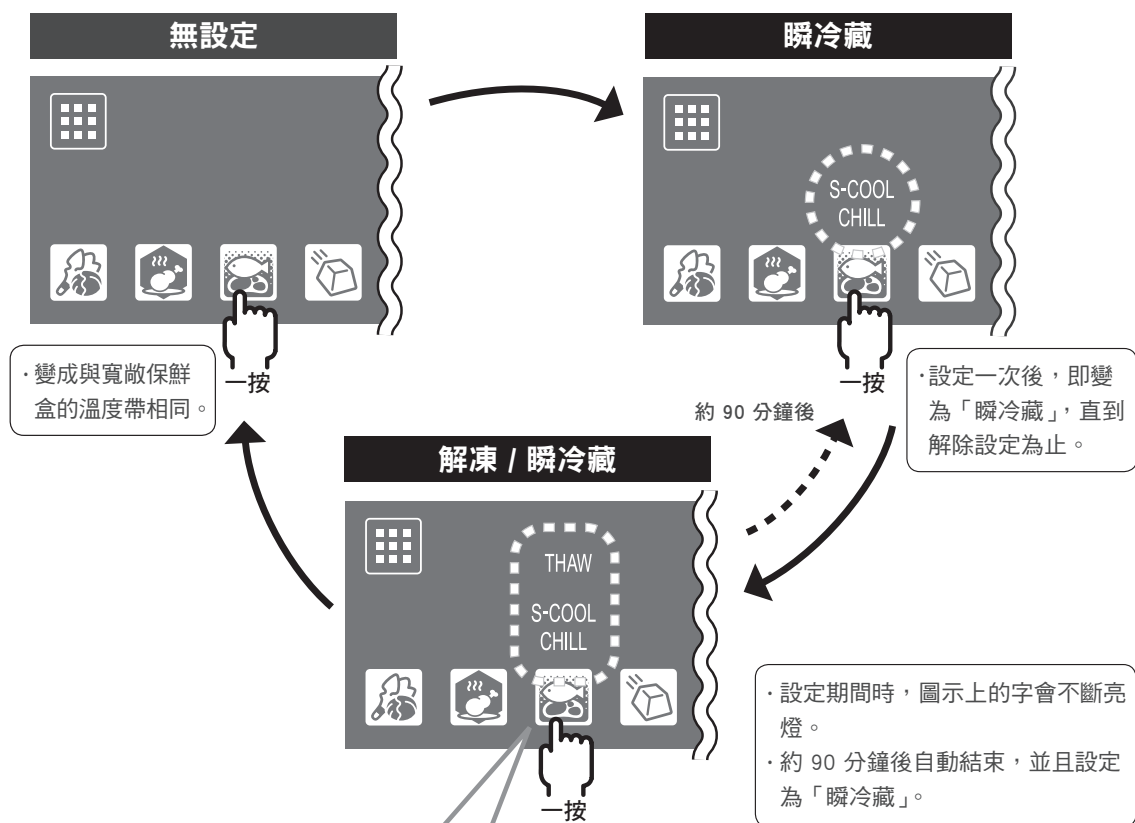 無設定
瞬冷藏
S-COOL
CHILL
一按
一按
·變成與寬敞保鮮
盒的溫度帶相同。
·設定一次後,即變
為「瞬冷藏」,直到
解除設定為止。
約 90 分鐘後
解凍 / 瞬冷藏
THAW
S-COOL
CHILL
一按
·設定期間時,圖示上的字會不斷亮
燈。
·約 90 分鐘後自動結束,並且設定
為「瞬冷藏」。